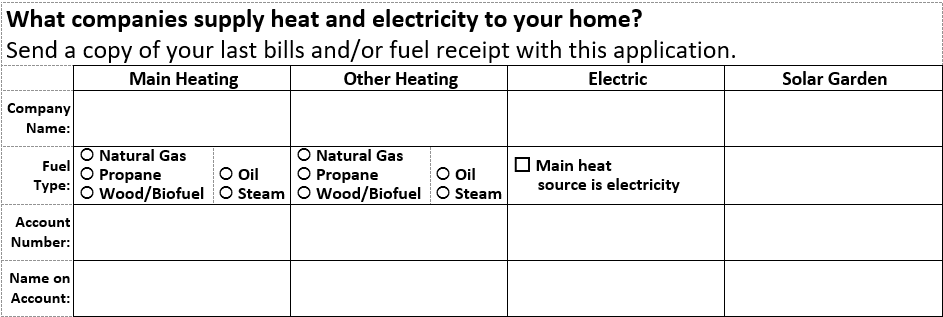 What companies supply heat and electricity to your home?
Send a copy of your last bills and/or fuel receipt with this application.
Main Heating Other Heating Electric Solar Garden
Company
Name:
Fuel
Type:
Natural Gas
Propane Oil
Wood/Biofuel Steam
Natural Gas
Propane Oil
Wood/Biofuel Steam
Main heat
source is electricity
Account
Number:
Name on
Account: